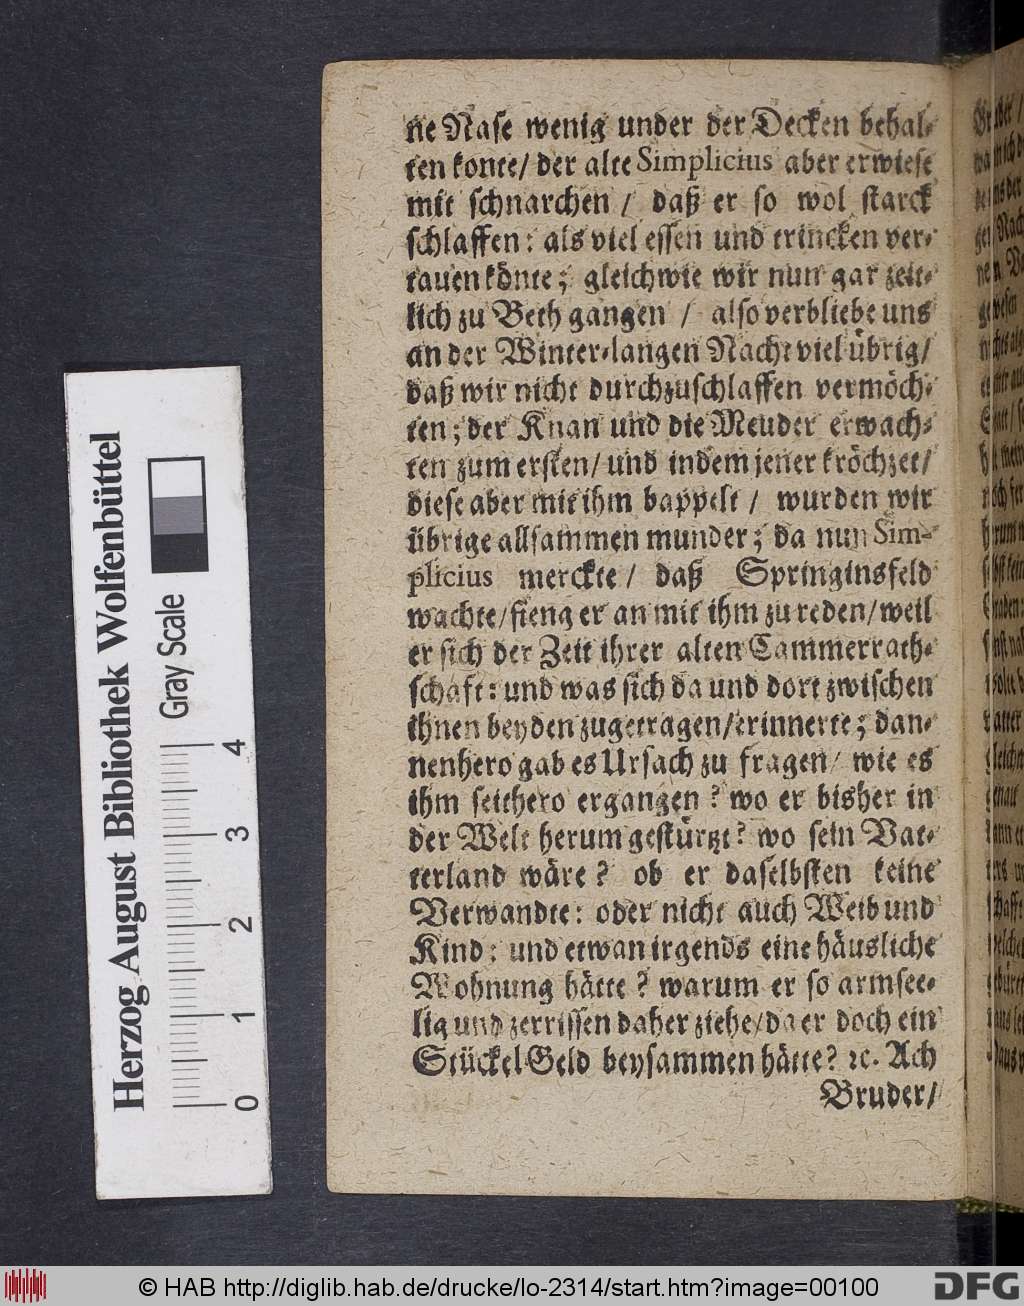 ne Nase wenig under der Decken behal-
ten konte/ der alte Simplicius aber erwiese
mit schnarchen / daß er so wol starck
schlaffen: als viel essen und trincken ver-
tauen könte; gleichwie wir nun gar zeit-
lich zu Beth gangen / also verbliebe uns
an der Winter-langen Nacht viel übrig/
daß wir nicht durchzuschlaffen vermöch-
ten; der Knan und die Meuder erwach-
ten zum ersten/ und indem jener kröchzet/
diese aber mit ihm bappelt / wurden wir
übrige allsammen munder; da nun Sim-
plicius merckte/ daß Springinsfeld
wachte/ fieng er an mit ihm zu reden/ weil
er sich der Zeit ihrer alten Cammerrath-
schaft: und was sich da und dort zwischen
ihnen beyden zugetragen/ erinnerte; dan-
nenhero gab es Ursach zu fragen/ wie es
ihm seithero ergangen? wo er bisher in
der Welt herum gestürtzt? wo sein Vat-
terland wäre? ob er daselbsten keine
Verwandte: oder nicht auch Weib und
Kind: und etwan irgends eine häusliche
Wohnung hätte? warum er so armsee-
lig und zerrissen daher ziehe/ da er doch ein
Stückel Geld beysammen hätte? ꝛc. Ach
Bruder/
Herzog August Bibliothek Wolfenbüttel
Gray Scale
0 1 2 3 4
© HAB http://diglib.hab.de/drucke/lo-2314/start.htm?image=00100
DFG